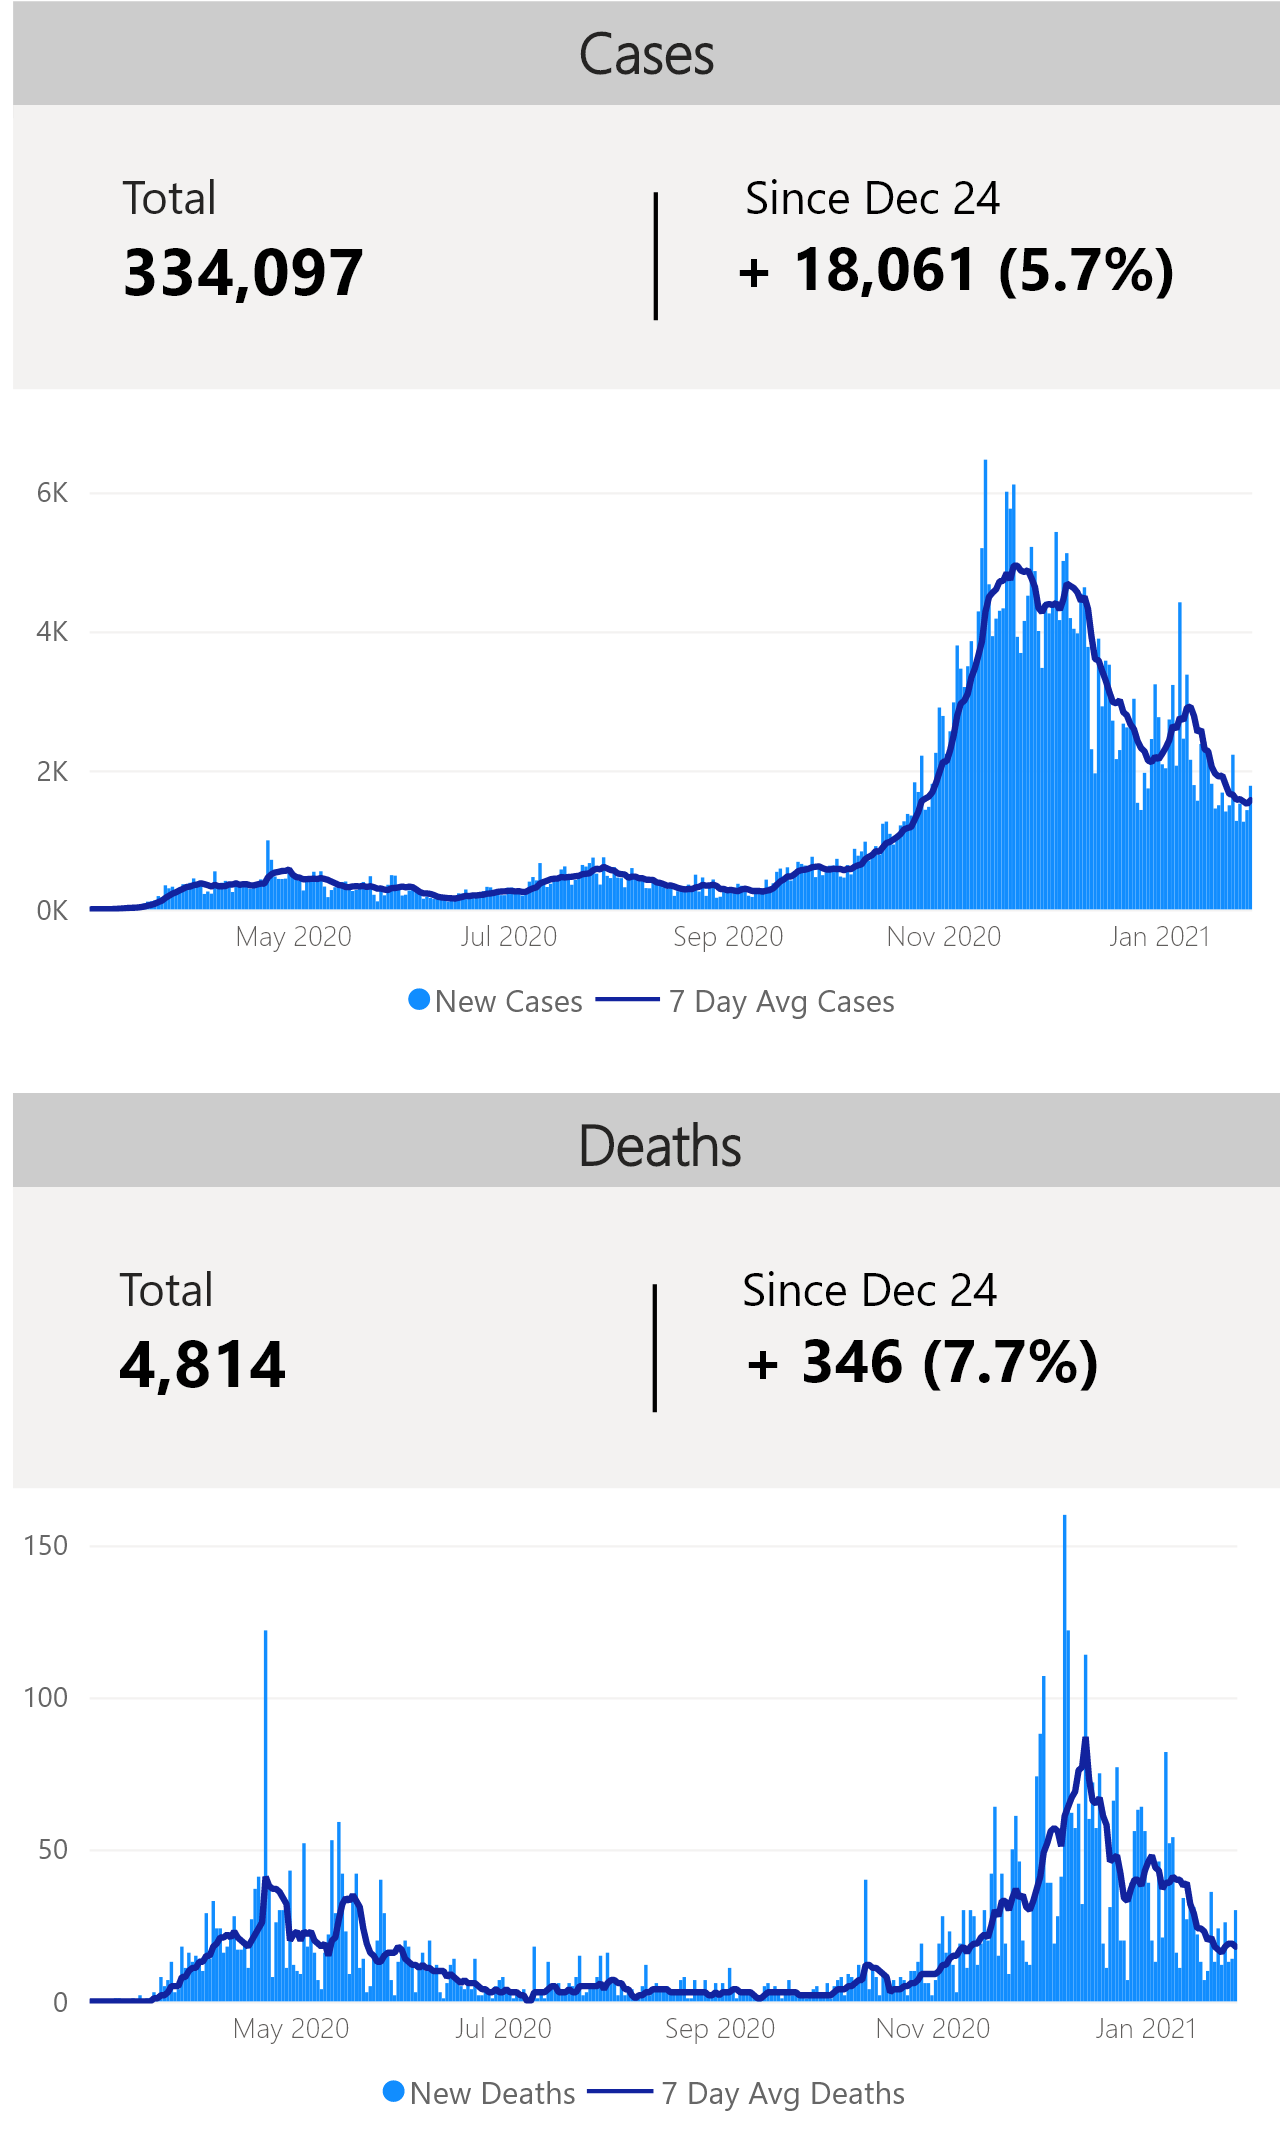 Cases
Total
Since Dec 24
334,097
+ 18,061 (5.7%)
6K
4K
2K
0K
May 2020
Jul 2020
Sep 2020
Nov 2020
Jan 2021
New Cases
7 Day Avg Cases
Deaths
Total
Since Dec 24
4,814
+ 346 (7.7%)
150
100
50
0
May 2020
Jul 2020
Sep 2020
Nov 2020
Jan 2021
New Deaths
7 Day Avg Deaths